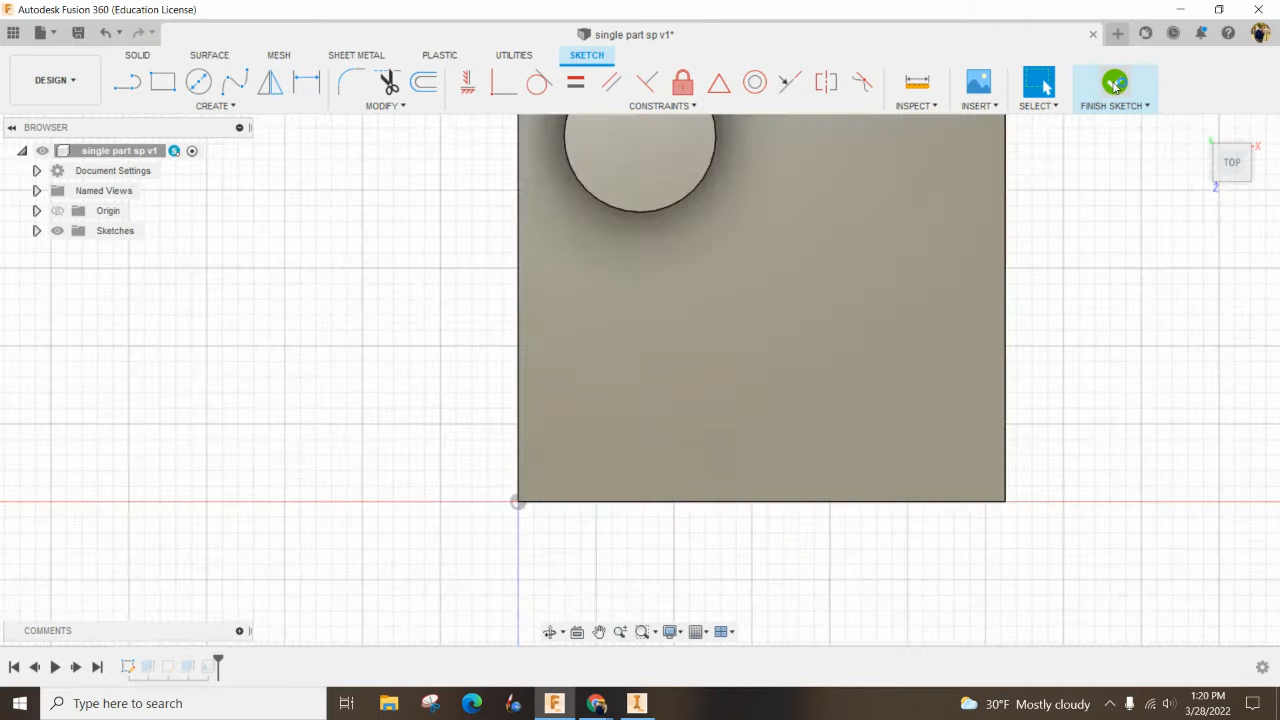 Autodesk Fusion 360 (Education License)
single part sp v1*
DESIGN
SOLID SURFACE MESH SHEET METAL PLASTIC UTILITIES SKETCH
CREATE MODIFY CONSTRAINTS INSPECT INSERT SELECT FINISH SKETCH
BROWSER
single part sp v1
Document Settings
Named Views
Origin
Sketches
TOP
X
Z
COMMENTS
Type here to search
30°F Mostly cloudy
1:20 PM
3/28/2022